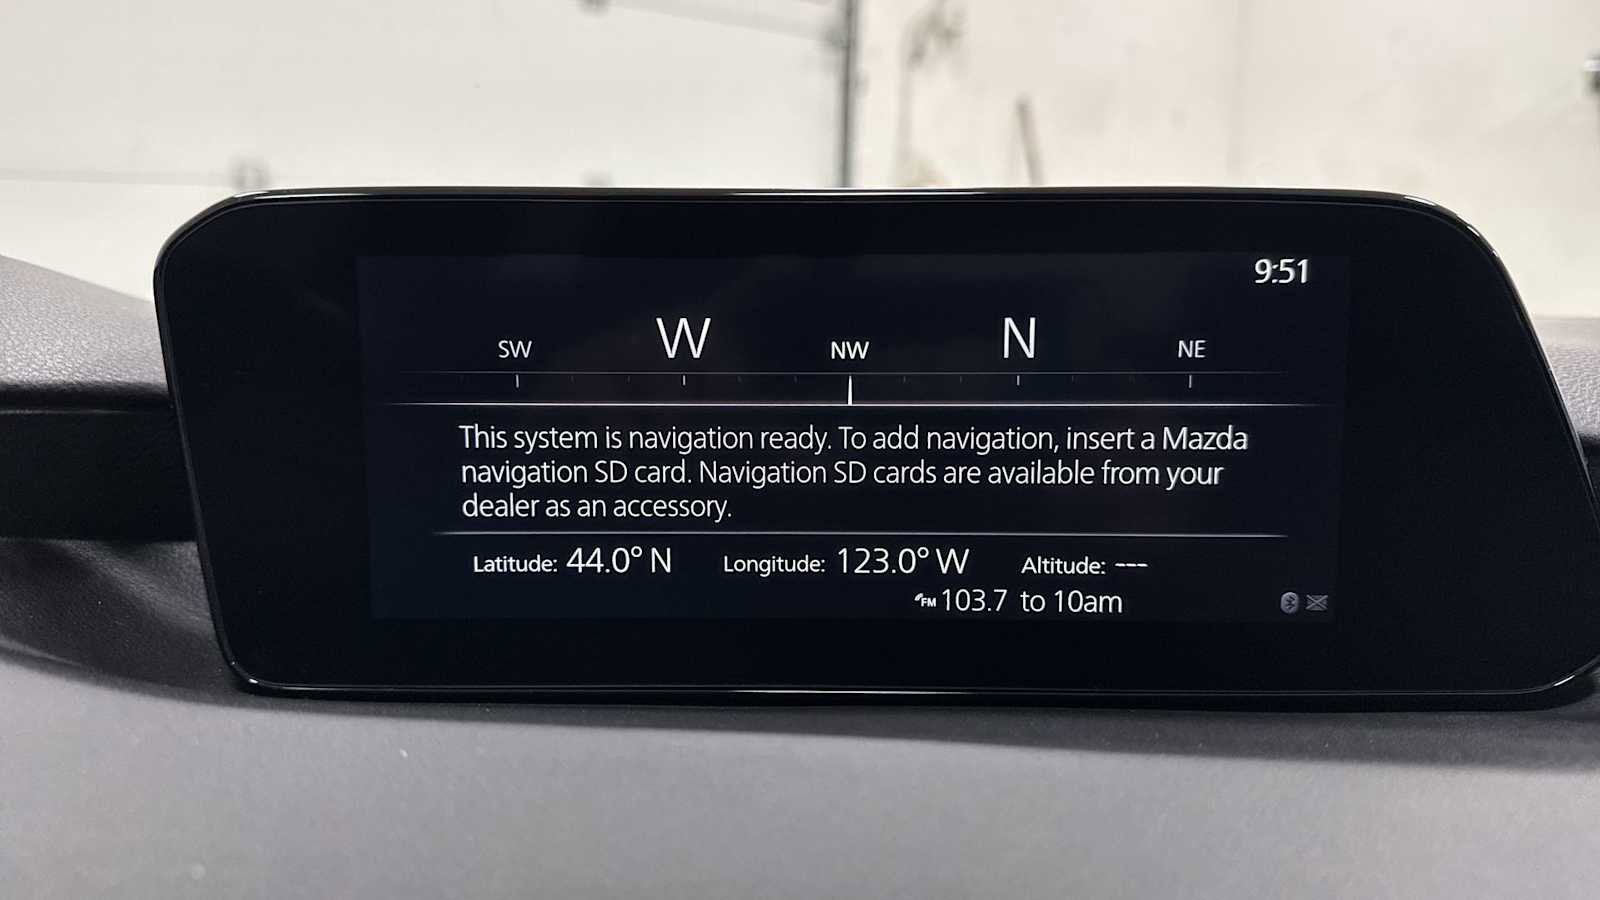 9:51
SW W NW N NE
This system is navigation ready. To add navigation, insert a Mazda
navigation SD card. Navigation SD cards are available from your
dealer as an accessory.
Latitude: 44.0° N Longitude: 123.0° W Altitude: ---
FM 103.7 to 10am